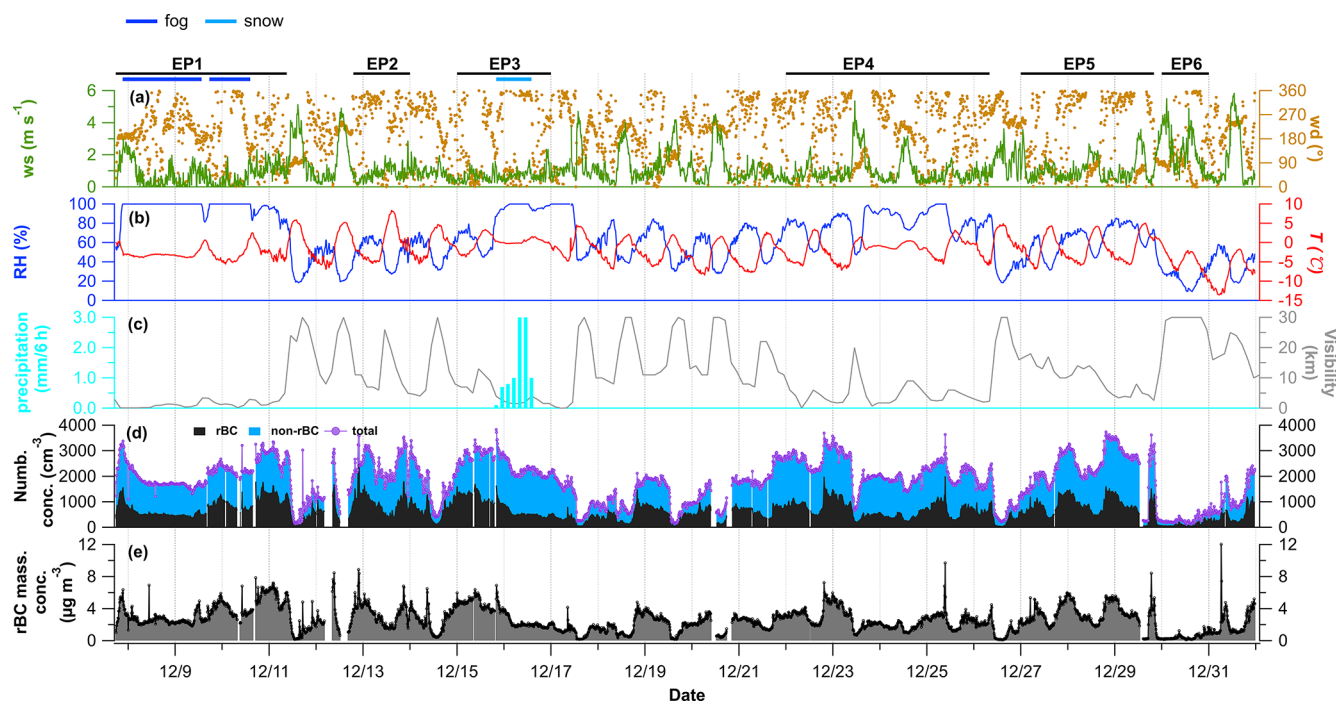 fog snow
EP1 EP2 EP3 EP4 EP5 EP6
(a)
6
4
2
0
ws (m s⁻¹)
360
270
180
90
0
wd (°)
(b)
100
80
60
40
20
0
RH (%)
10
5
0
-5
-10
-15
T (℃)
(c)
3.0
2.0
1.0
0.0
precipitation
(mm/6 h)
30
20
10
0
Visibility
(km)
(d)
rBC non-rBC total
4000
3000
2000
1000
0
Numb.
conc. (cm⁻³)
4000
3000
2000
1000
0
(e)
12
8
4
0
rBC mass.
conc.
(µg m⁻³)
12
8
4
0
12/9 12/11 12/13 12/15 12/17 12/19 12/21 12/23 12/25 12/27 12/29 12/31
Date